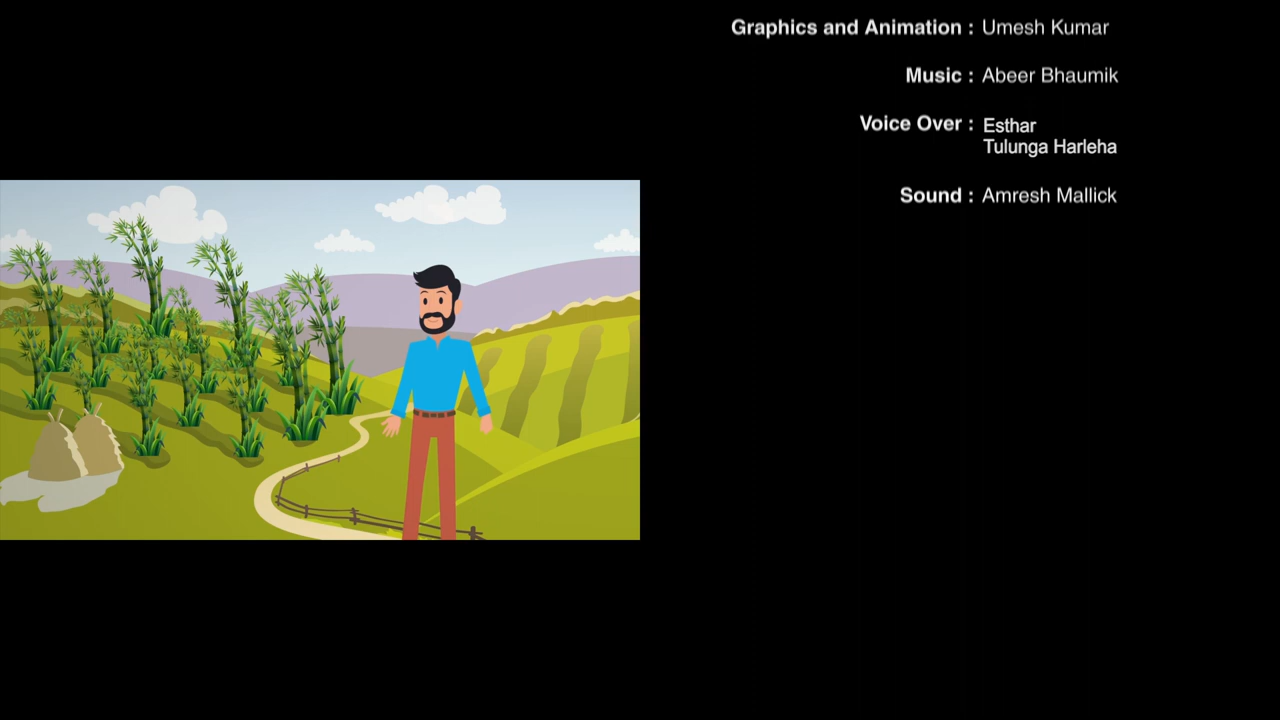 Graphics and Animation : Umesh Kumar
Music : Abeer Bhaumik
Voice Over : Esthar
Tulunga Harleha
Sound : Amresh Mallick